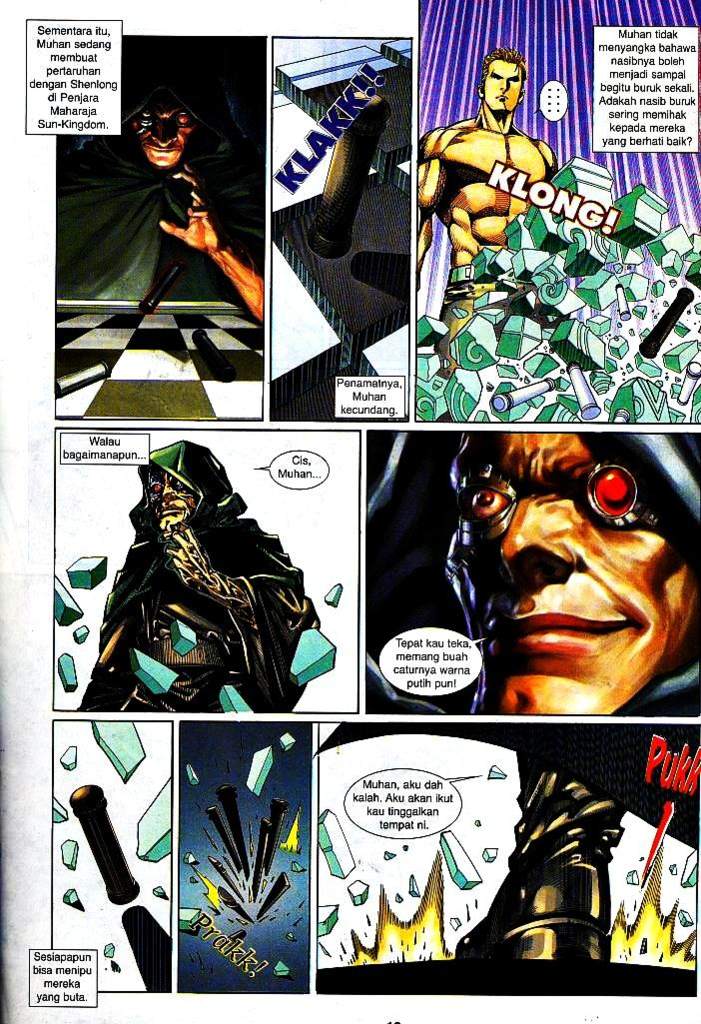 Sementara itu,
Muhan sedang
membuat
pertaruhan
dengan Shenlong
di Penjara
Maharaja
Sun-Kingdom.
KLAKK!!
Penamatnya,
Muhan
kecundang.
...
Muhan tidak
menyangka bahawa
nasibnya boleh
menjadi sampai
begitu buruk sekali.
Adakah nasib buruk
sering memihak
kepada mereka
yang berhati baik?
KLONG!
Walau
bagaimanapun...
Cis,
Muhan...
Tepat kau teka,
memang buah
caturnya warna
putih pun!
Sesiapapun
bisa menipu
mereka
yang buta.
Prakk!
Muhan, aku dah
kalah. Aku akan ikut
kau tinggalkan
tempat ni.
PUKK